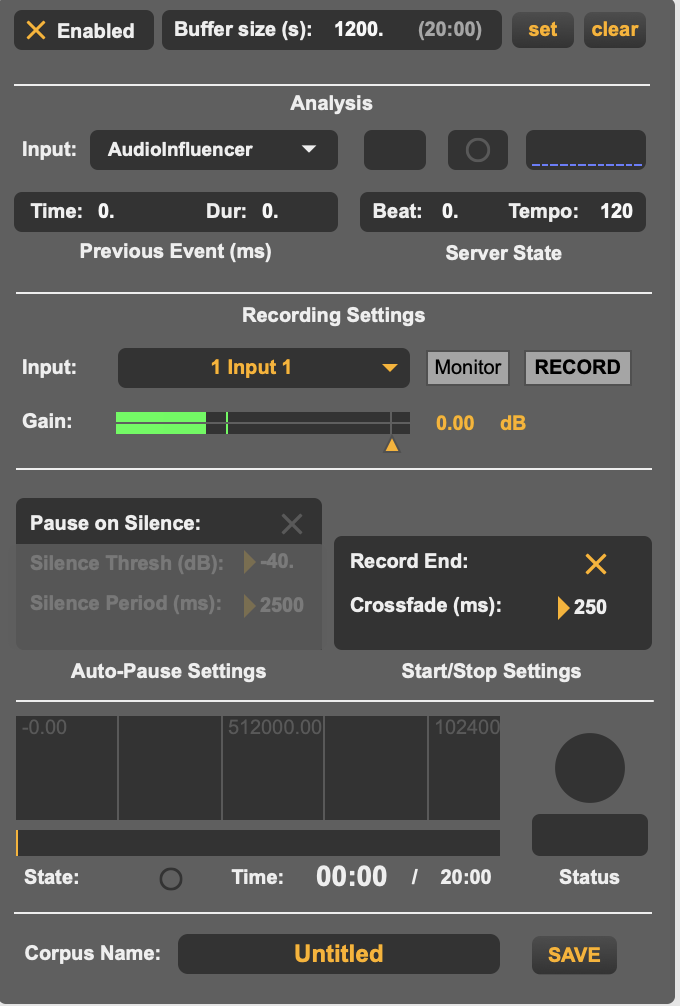 Enabled Buffer size (s): 1200. (20:00) set clear
Analysis
Input: AudioInfluencer
Time: 0. Dur: 0. Beat: 0. Tempo: 120
Previous Event (ms) Server State
Recording Settings
Input: 1 Input 1 Monitor RECORD
Gain: 0.00 dB
Pause on Silence:
Silence Thresh (dB): -40.
Silence Period (ms): 2500
Record End:
Crossfade (ms): 250
Auto-Pause Settings Start/Stop Settings
-0.00 512000.00 102400
State: Time: 00:00 / 20:00 Status
Corpus Name: Untitled SAVE